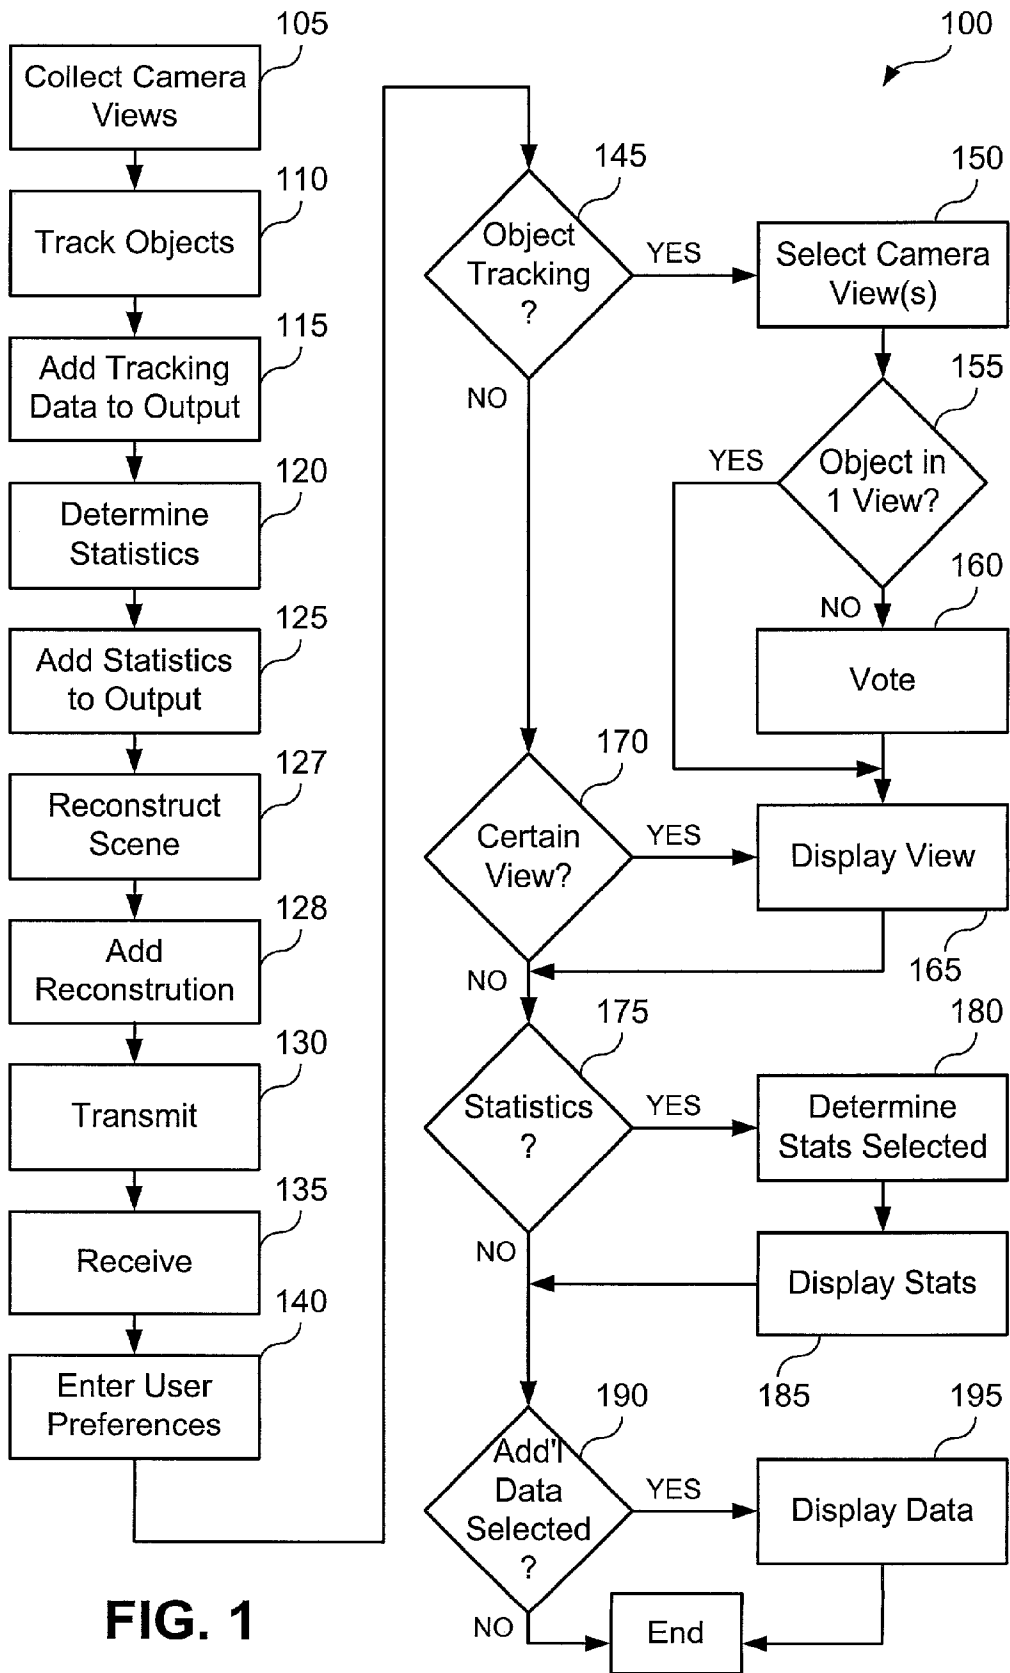 105
Collect Camera
Views
110
Track Objects
115
Add Tracking
Data to Output
120
Determine
Statistics
125
Add Statistics
to Output
127
Reconstruct
Scene
128
Add
Reconstrution
130
Transmit
135
Receive
140
Enter User
Preferences
FIG. 1
100
145
Object
Tracking
?
YES
NO
150
Select Camera
View(s)
155
Object in
1 View?
YES
NO
160
Vote
170
Certain
View?
YES
NO
Display View
165
175
Statistics
?
YES
NO
180
Determine
Stats Selected
Display Stats
185
190
Add'l
Data
Selected
?
YES
NO
195
Display Data
End